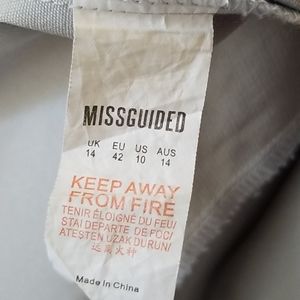 MISSGUIDED
UK EU US AUS
14 42 10 14
KEEP AWAY
FROM FIRE
TENIR ÉLOIGNÉ DU FEU/
STAI DEPARTE DE FOC/
ATESTEN UZAK DURUN/
远离火种
Made in China